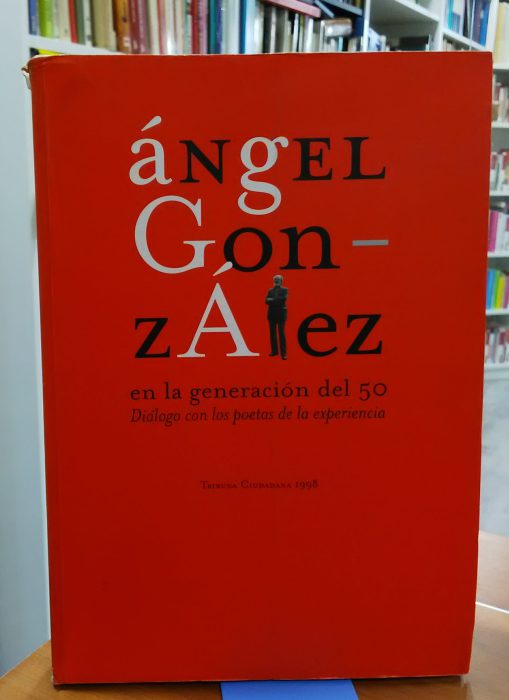 ánGEL
Gon-
zÁlez
en la generación del 50
Diálogo con los poetas de la experiencia
Tribuna Ciudadana 1998